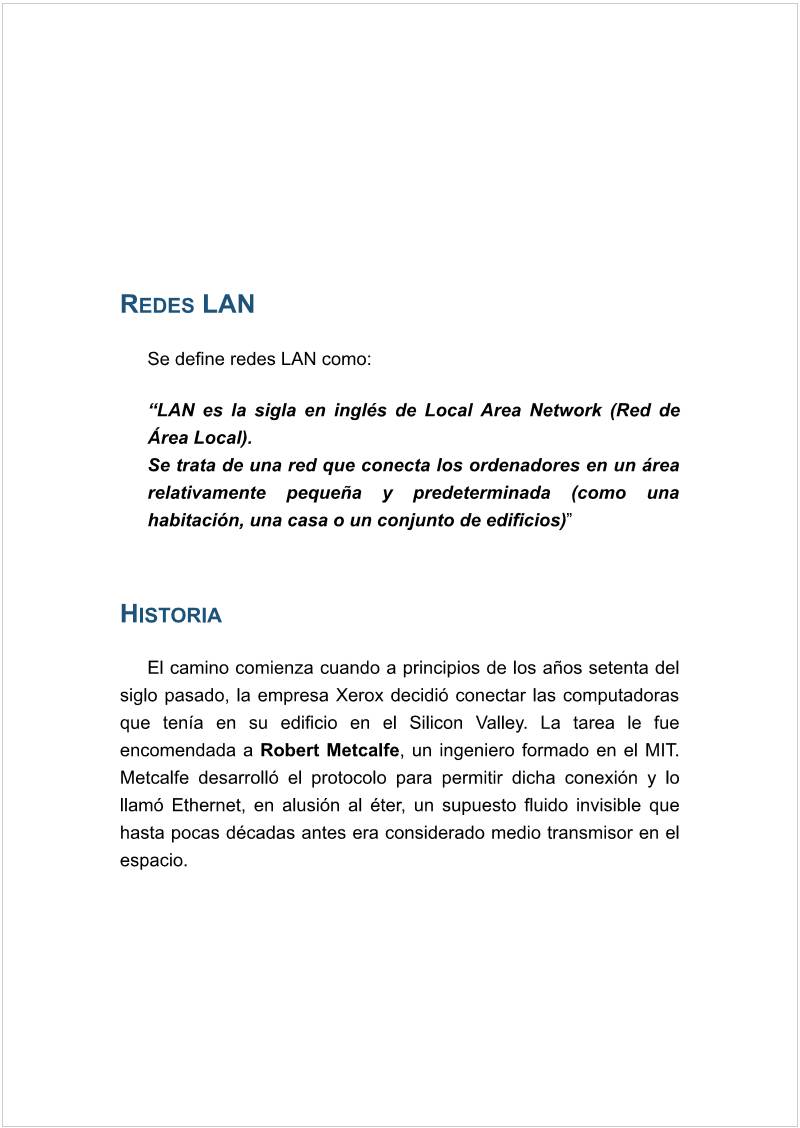 REDES LAN
Se define redes LAN como:
“LAN es la sigla en inglés de Local Area Network (Red de
Área Local).
Se trata de una red que conecta los ordenadores en un área
relativamente pequeña y predeterminada (como una
habitación, una casa o un conjunto de edificios)”
HISTORIA
El camino comienza cuando a principios de los años setenta del
siglo pasado, la empresa Xerox decidió conectar las computadoras
que tenía en su edificio en el Silicon Valley. La tarea le fue
encomendada a Robert Metcalfe, un ingeniero formado en el MIT.
Metcalfe desarrolló el protocolo para permitir dicha conexión y lo
llamó Ethernet, en alusión al éter, un supuesto fluido invisible que
hasta pocas décadas antes era considerado medio transmisor en el
espacio.